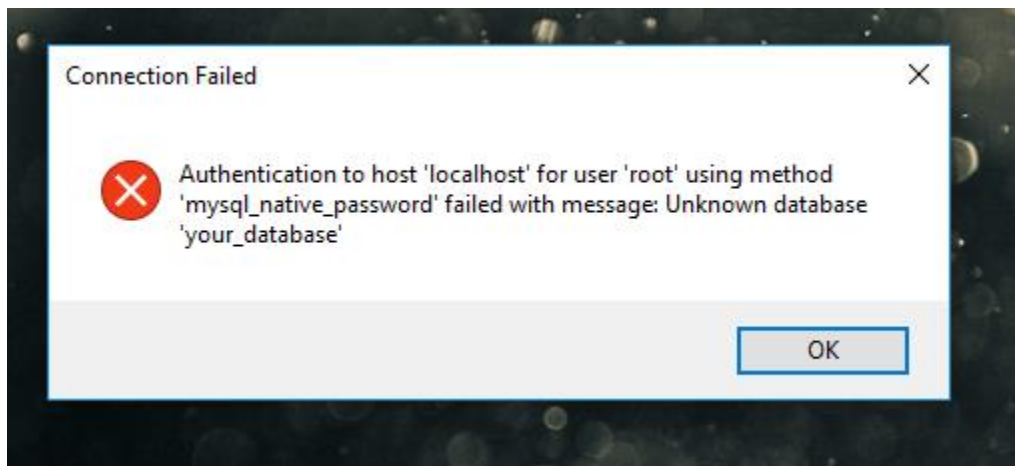 Connection Failed
Authentication to host 'localhost' for user 'root' using method
'mysql_native_password' failed with message: Unknown database
'your_database'
OK